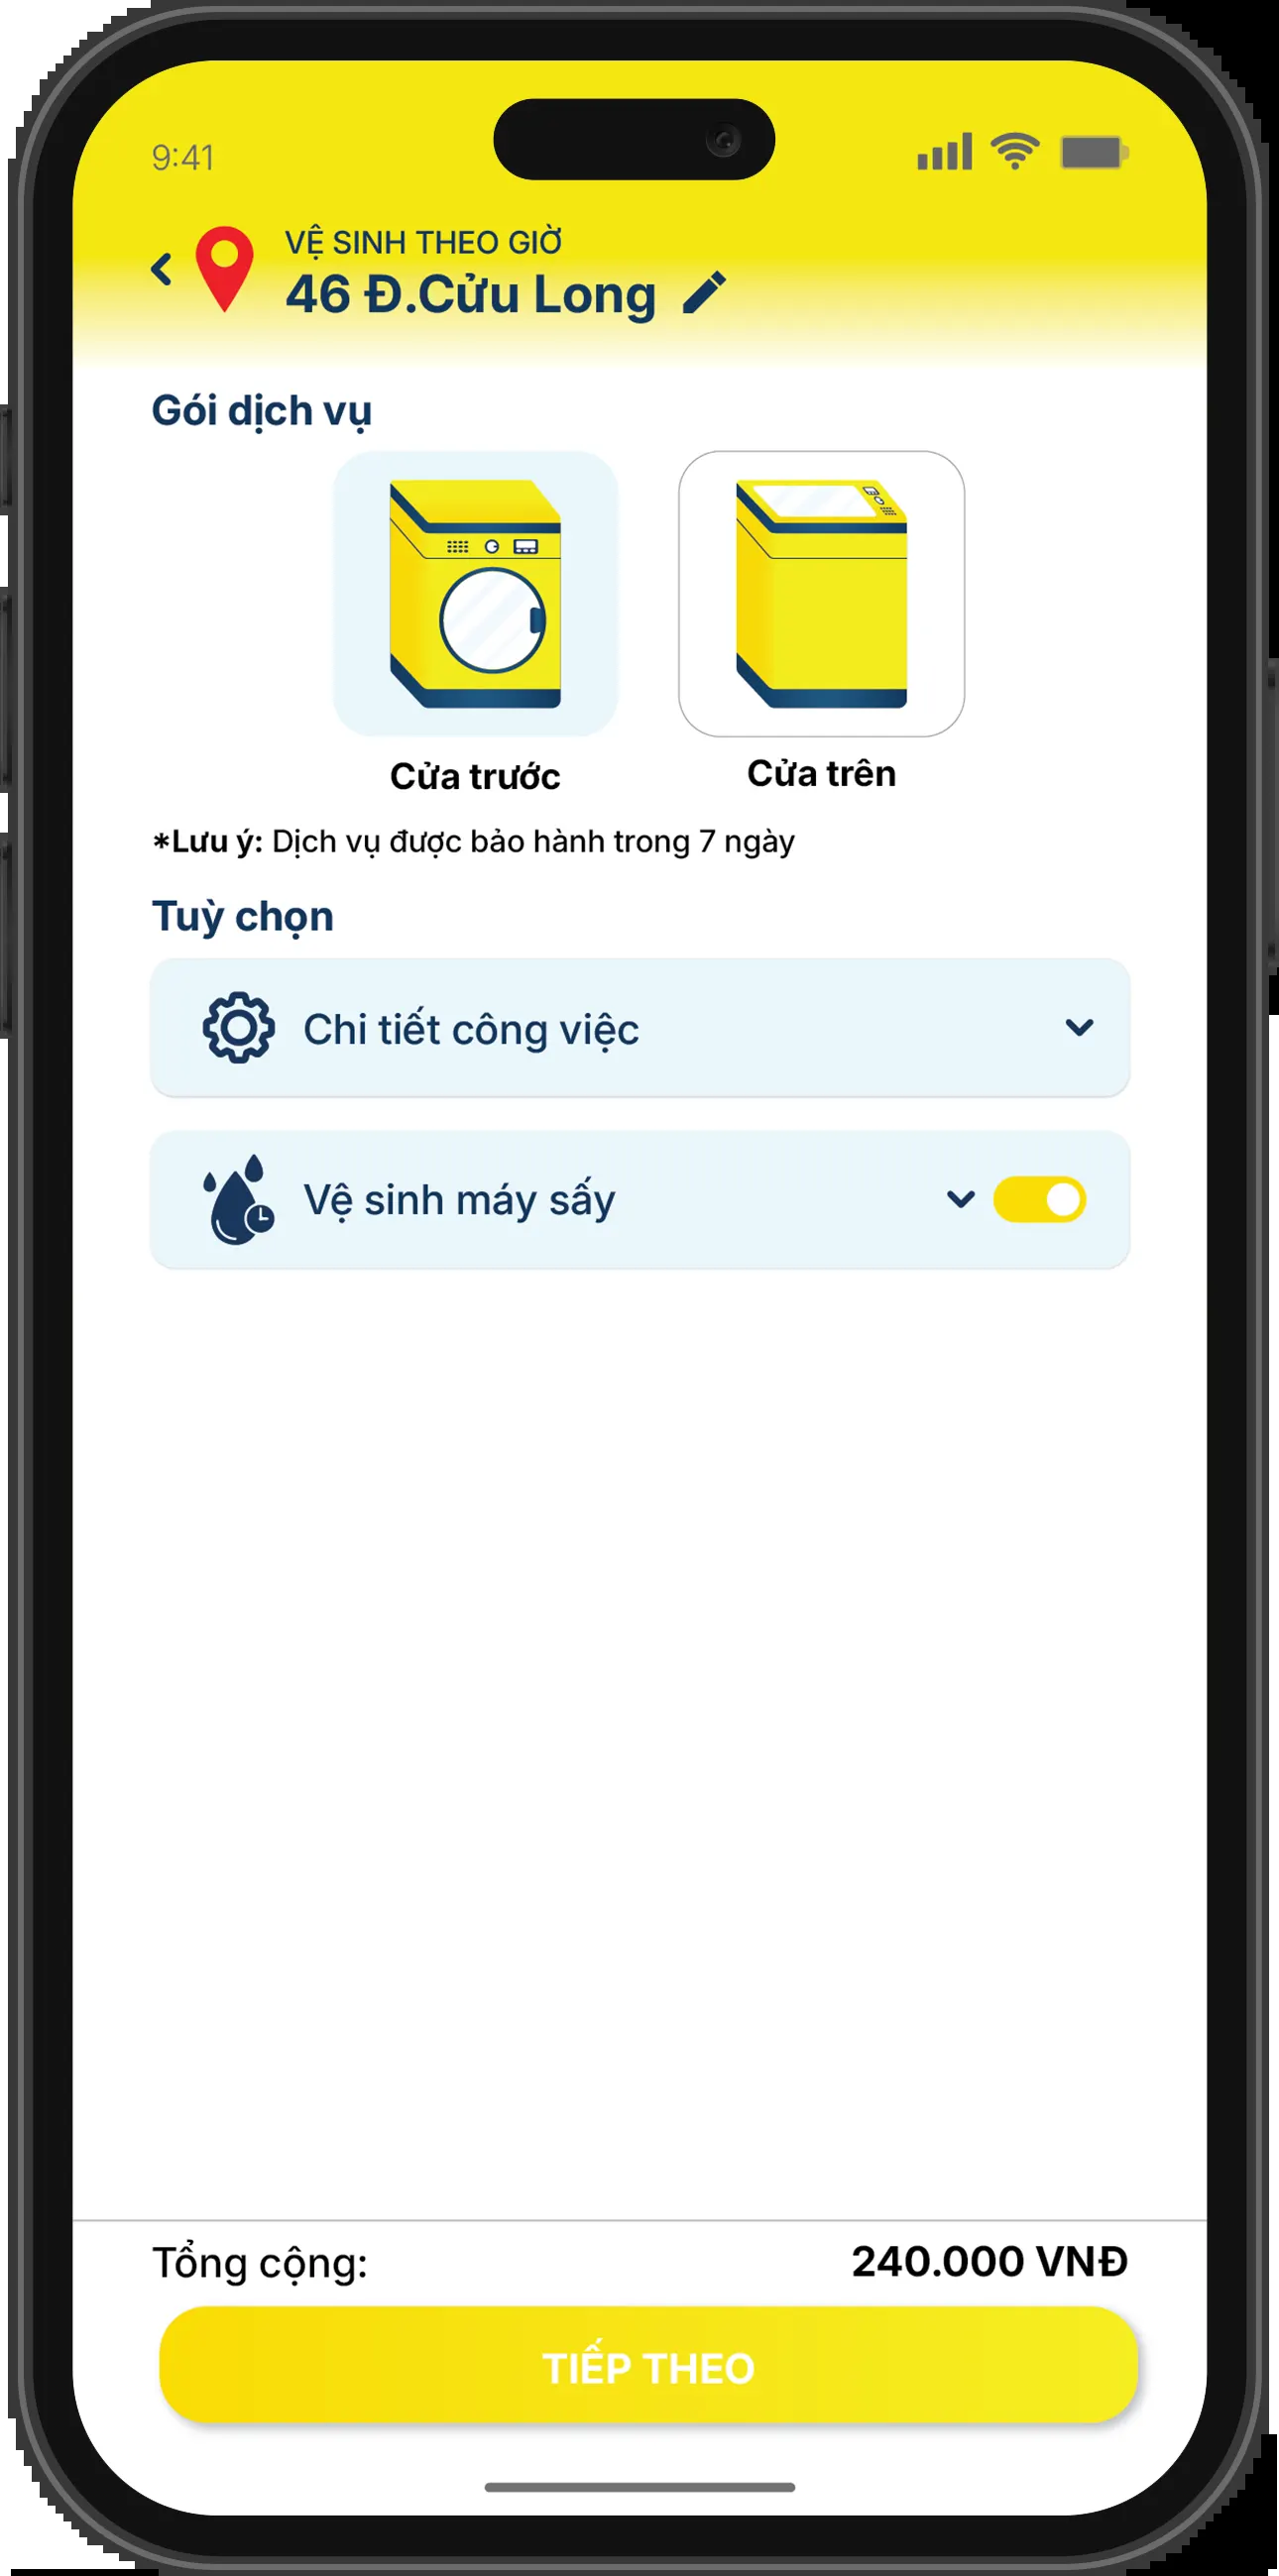 9:41
VỆ SINH THEO GIỜ
46 Đ.Cửu Long
Gói dịch vụ
Cửa trước
Cửa trên
*Lưu ý: Dịch vụ được bảo hành trong 7 ngày
Tuỳ chọn
Chi tiết công việc
Vệ sinh máy sấy
Tổng cộng:
240.000 VNĐ
TIẾP THEO